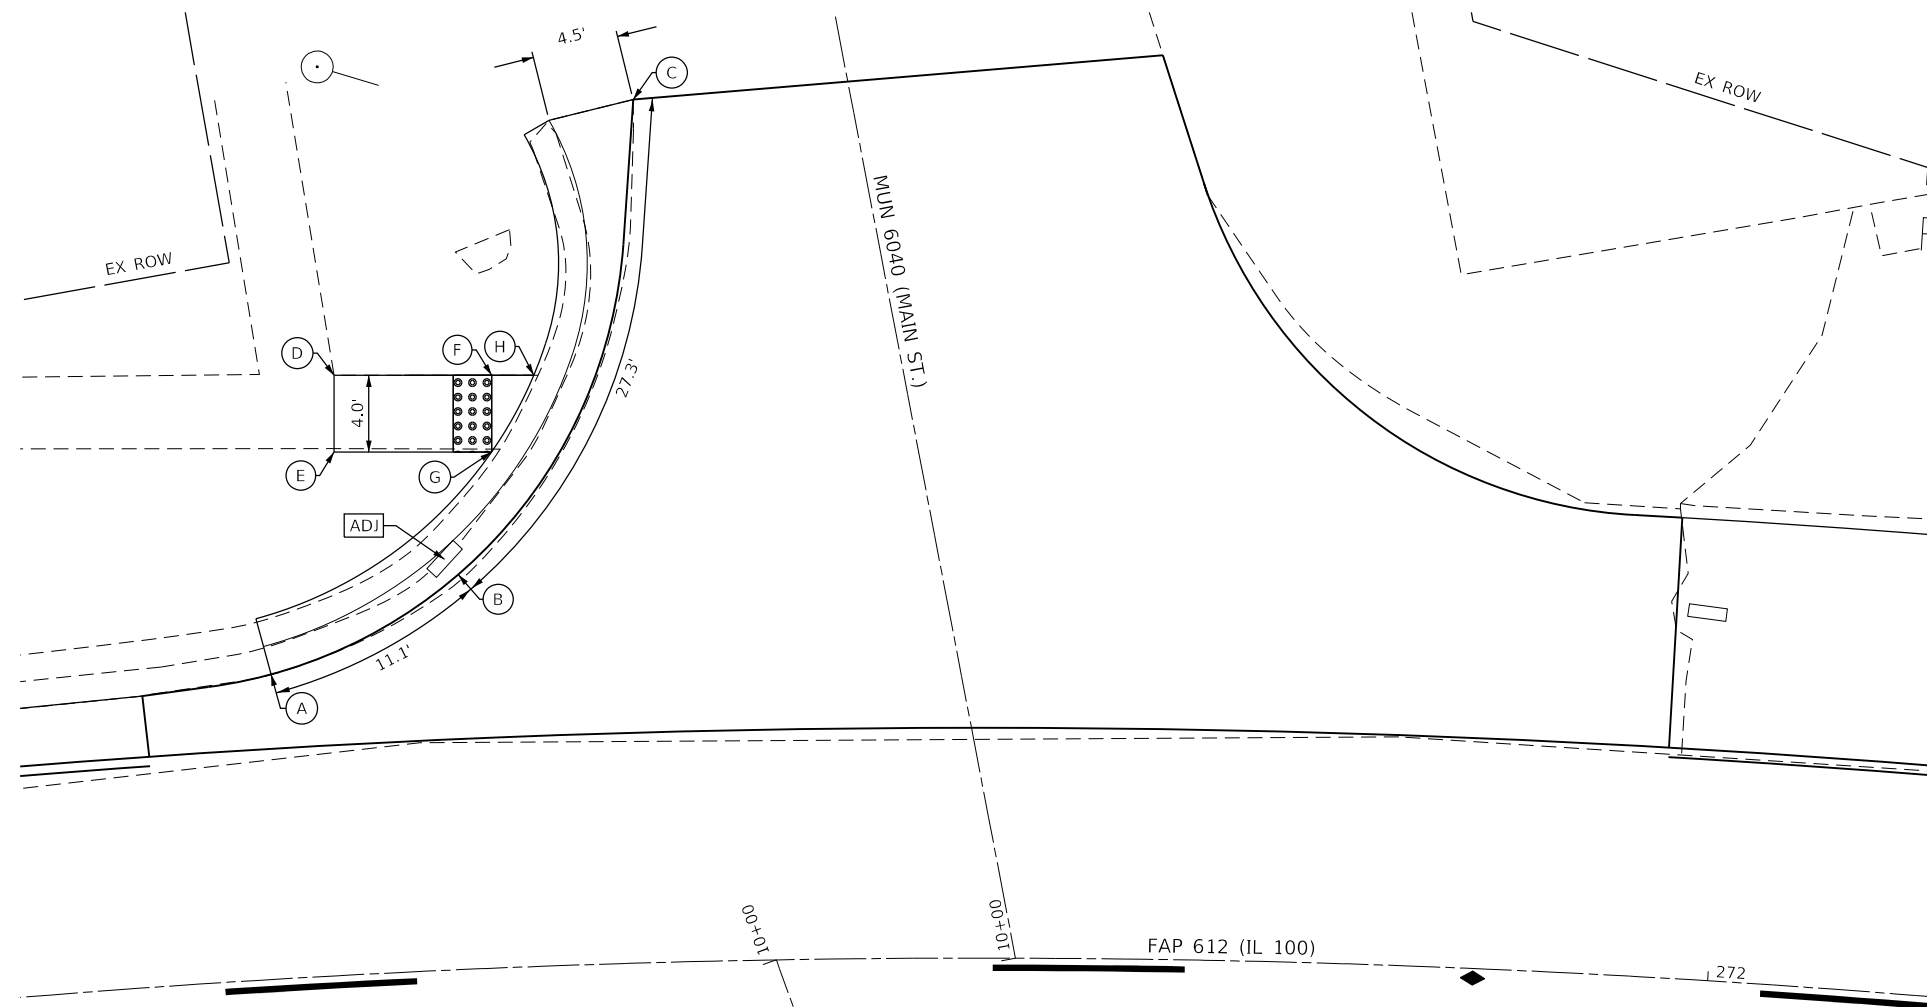 4.5'
C
EX ROW
MUN 6040 (MAIN ST.)
EX ROW
D
F
H
4.0'
27.3'
E
G
ADJ
B
11.1'
A
10+00
10+00
FAP 612 (IL 100)
272